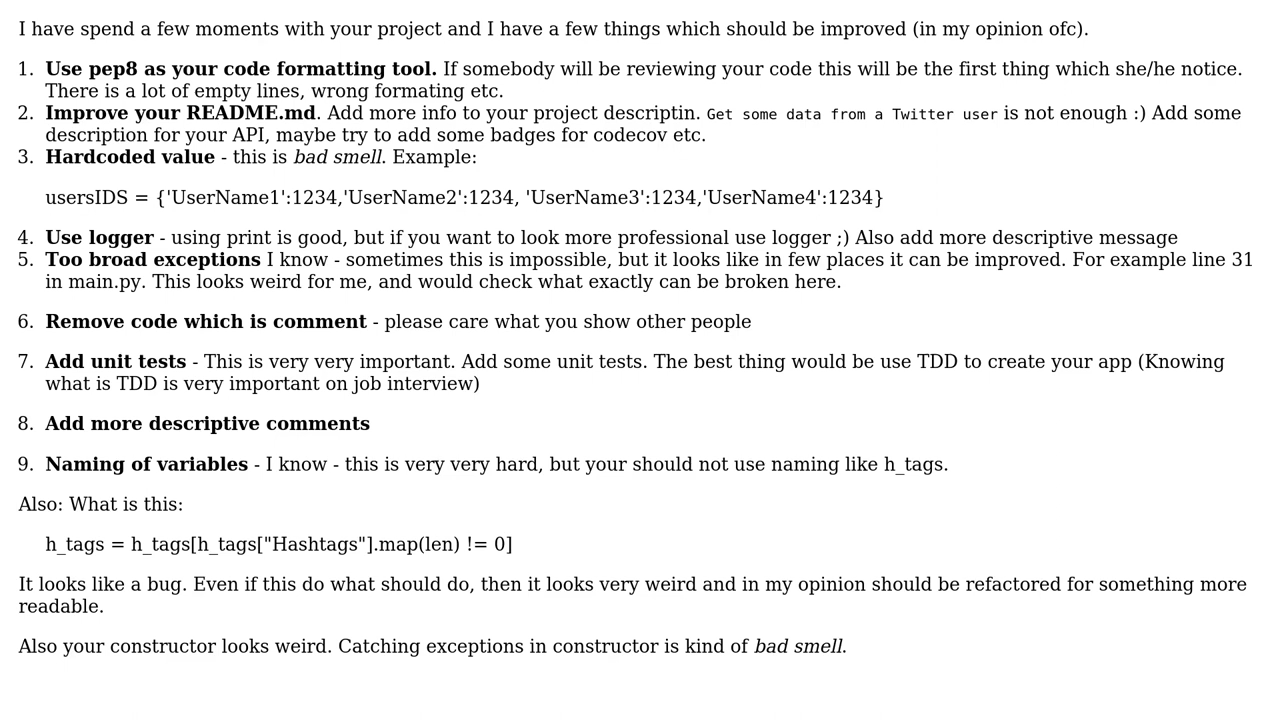 I have spend a few moments with your project and I have a few things which should be improved (in my opinion ofc).
1. Use pep8 as your code formatting tool. If somebody will be reviewing your code this will be the first thing which she/he notice.
There is a lot of empty lines, wrong formating etc.
2. Improve your README.md. Add more info to your project descriptin. Get some data from a Twitter user is not enough :) Add some
description for your API, maybe try to add some badges for codecov etc.
3. Hardcoded value - this is bad smell. Example:
usersIDS = {'UserName1':1234,'UserName2':1234, 'UserName3':1234,'UserName4':1234}
4. Use logger - using print is good, but if you want to look more professional use logger ;) Also add more descriptive message
5. Too broad exceptions I know - sometimes this is impossible, but it looks like in few places it can be improved. For example line 31
in main.py. This looks weird for me, and would check what exactly can be broken here.
6. Remove code which is comment - please care what you show other people
7. Add unit tests - This is very very important. Add some unit tests. The best thing would be use TDD to create your app (Knowing
what is TDD is very important on job interview)
8. Add more descriptive comments
9. Naming of variables - I know - this is very very hard, but your should not use naming like h_tags.
Also: What is this:
h_tags = h_tags[h_tags["Hashtags"].map(len) != 0]
It looks like a bug. Even if this do what should do, then it looks very weird and in my opinion should be refactored for something more
readable.
Also your constructor looks weird. Catching exceptions in constructor is kind of bad smell.